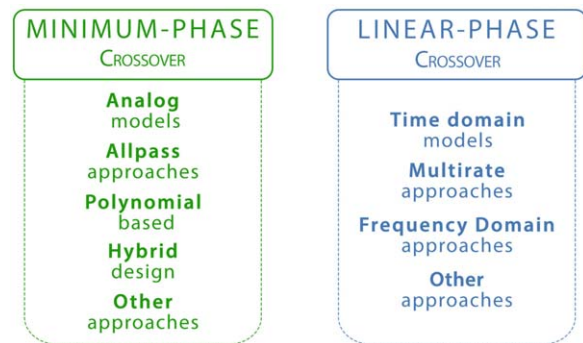 MINIMUM-PHASE
CROSSOVER
Analog
models
Allpass
approaches
Polynomial
based
Hybrid
design
Other
approaches
LINEAR-PHASE
CROSSOVER
Time domain
models
Multirate
approaches
Frequency Domain
approaches
Other
approaches